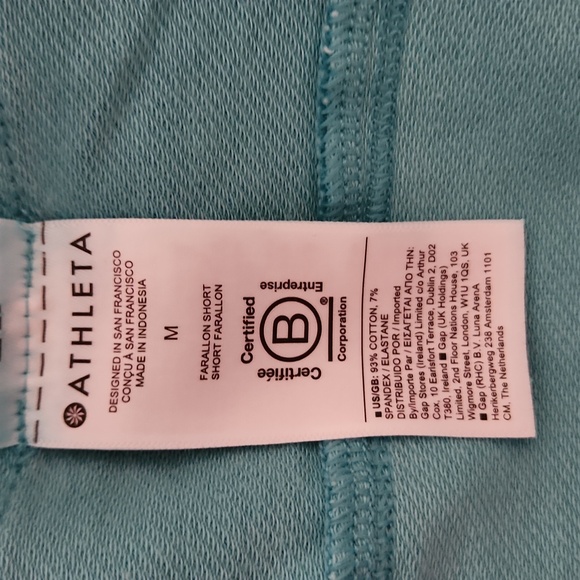 ATHLETA
DESIGNED IN SAN FRANCISCO
CONÇU À SAN FRANCISCO
MADE IN INDONESIA
M
FARALLON SHORT
SHORT FARALLON
Certified Certifiée
B
®
Entreprise
Corporation
■ US/GB: 93% COTTON, 7%
SPANDEX / ELASTANE
DISTRIBUIDO POR / Imported
By/Importe Par / ΕΙΣΑΓΕΤΑΙ ΑΠΟ ΤΗΝ:
Gap Stores (Ireland) Limited c/o Arthur
Cox, 10 Earlsfort Terrace, Dublin 2, D02
T380, Ireland ■ Gap (UK Holdings)
Limited, 2nd Floor Nations House, 103
Wigmore Street, London, W1U 1QS, UK
■ Gap (RHC) B.V. Luna ArenA
Herikerbergweg 238 Amsterdam 1101
CM, The Netherlands